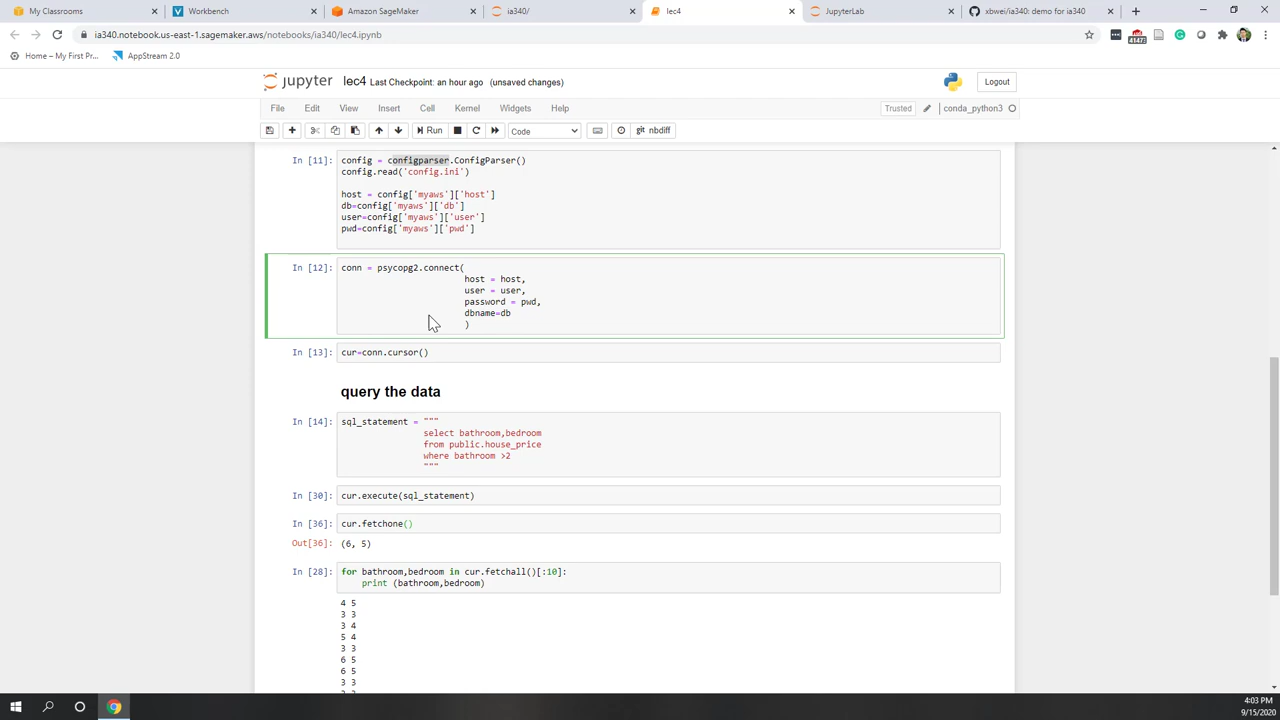 My Classrooms
Workbench
Amazon SageMaker
ia340/
lec4
JupyterLab
xbwei/ia340: demo for ia340
ia340.notebook.us-east-1.sagemaker.aws/notebooks/ia340/lec4.ipynb
4147
Home – My First Pr...
AppStream 2.0
jupyter lec4 Last Checkpoint: an hour ago (unsaved changes)
Logout
File Edit View Insert Cell Kernel Widgets Help
Trusted
conda_python3
Run
Code
nbdiff
In [11]: config = configparser.ConfigParser()
config.read('config.ini')
host = config['myaws']['host']
db=config['myaws']['db']
user=config['myaws']['user']
pwd=config['myaws']['pwd']
In [12]: conn = psycopg2.connect(
host = host,
user = user,
password = pwd,
dbname=db
)
In [13]: cur=conn.cursor()
query the data
In [14]: sql_statement = """
select bathroom,bedroom
from public.house_price
where bathroom >2
"""
In [30]: cur.execute(sql_statement)
In [36]: cur.fetchone()
Out[36]: (6, 5)
In [28]: for bathroom,bedroom in cur.fetchall()[:10]:
print (bathroom,bedroom)
4 5
3 3
3 4
5 4
3 3
6 5
6 5
3 3
4:03 PM
9/15/2020